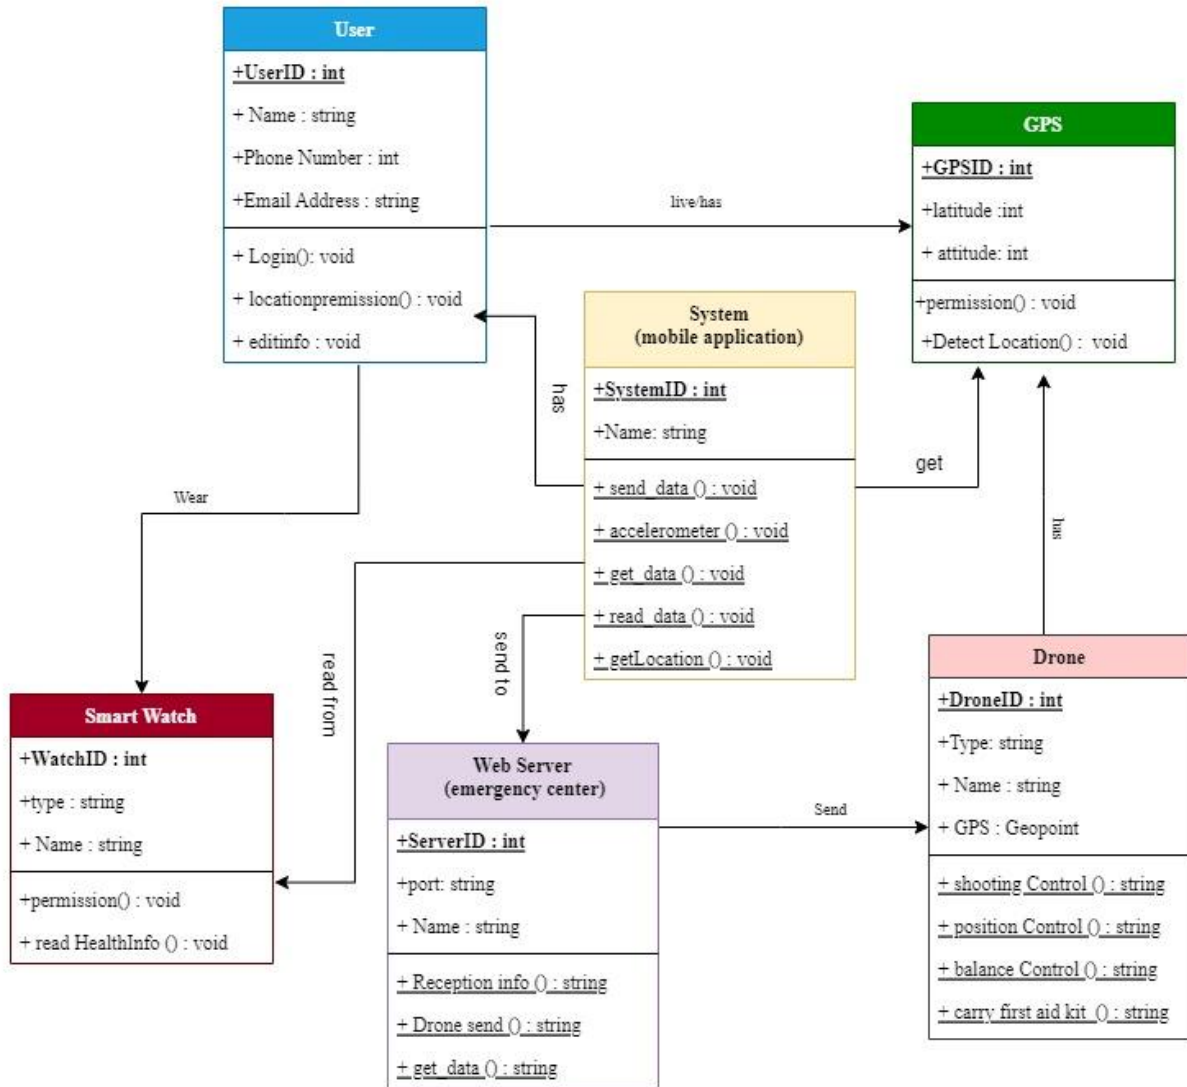 User
+UserID : int
+ Name : string
+Phone Number : int
+Email Address : string
+ Login(): void
+ locationpremission() : void
+ editinfo : void
live/has
GPS
+GPSID : int
+latitude :int
+ attitude: int
+permission() : void
+Detect Location() : void
System
(mobile application)
+SystemID : int
+Name: string
+ send_data () : void
+ accelerometer () : void
+ get_data () : void
+ read_data () : void
+ getLocation () : void
has
get
has
Wear
read from
send to
Smart Watch
+WatchID : int
+type : string
+ Name : string
+permission() : void
+ read HealthInfo () : void
Web Server
(emergency center)
+ServerID : int
+port: string
+ Name : string
+ Reception info () : string
+ Drone send () : string
+ get_data () : string
Send
Drone
+DroneID : int
+Type: string
+ Name : string
+ GPS : Geopoint
+ shooting Control () : string
+ position Control () : string
+ balance Control () : string
+ carry first aid kit () : string